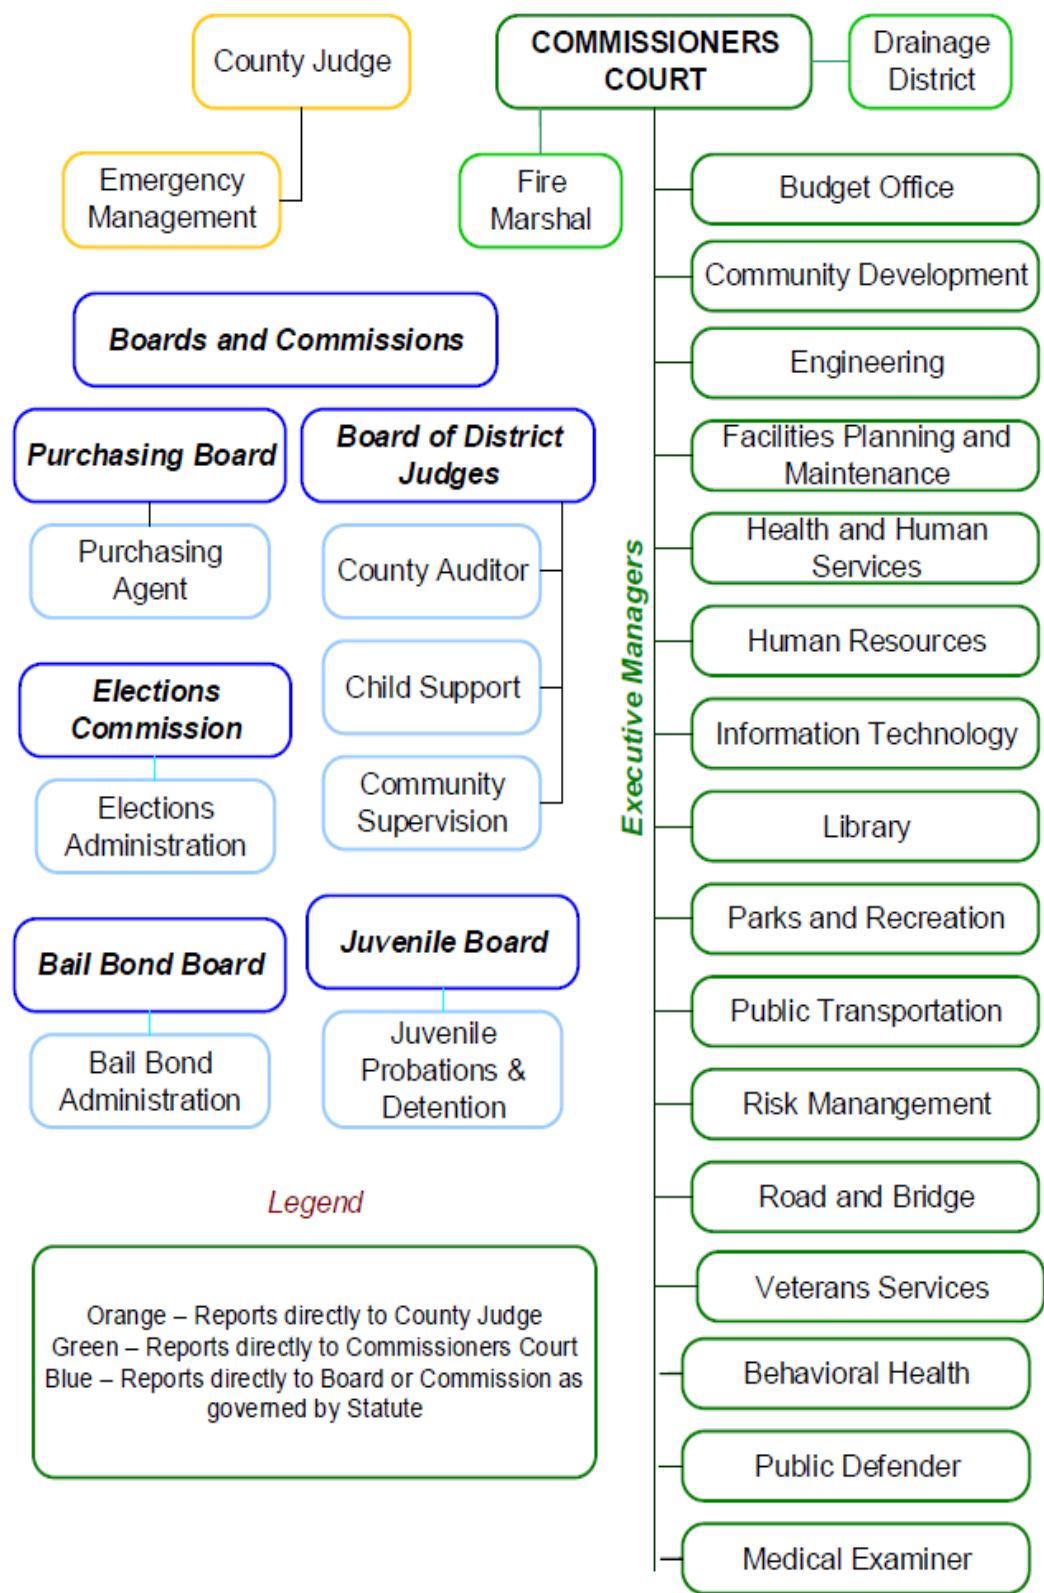 County Judge
COMMISSIONERS
COURT
Drainage
District
Emergency
Management
Fire
Marshal
Boards and Commissions
Purchasing Board
Purchasing
Agent
Board of District
Judges
County Auditor
Child Support
Community
Supervision
Elections
Commission
Elections
Administration
Bail Bond Board
Bail Bond
Administration
Juvenile Board
Juvenile
Probations &
Detention
Executive Managers
Budget Office
Community Development
Engineering
Facilities Planning and
Maintenance
Health and Human
Services
Human Resources
Information Technology
Library
Parks and Recreation
Public Transportation
Risk Manangement
Road and Bridge
Veterans Services
Behavioral Health
Public Defender
Medical Examiner
Legend
Orange – Reports directly to County Judge
Green – Reports directly to Commissioners Court
Blue – Reports directly to Board or Commission as
governed by Statute